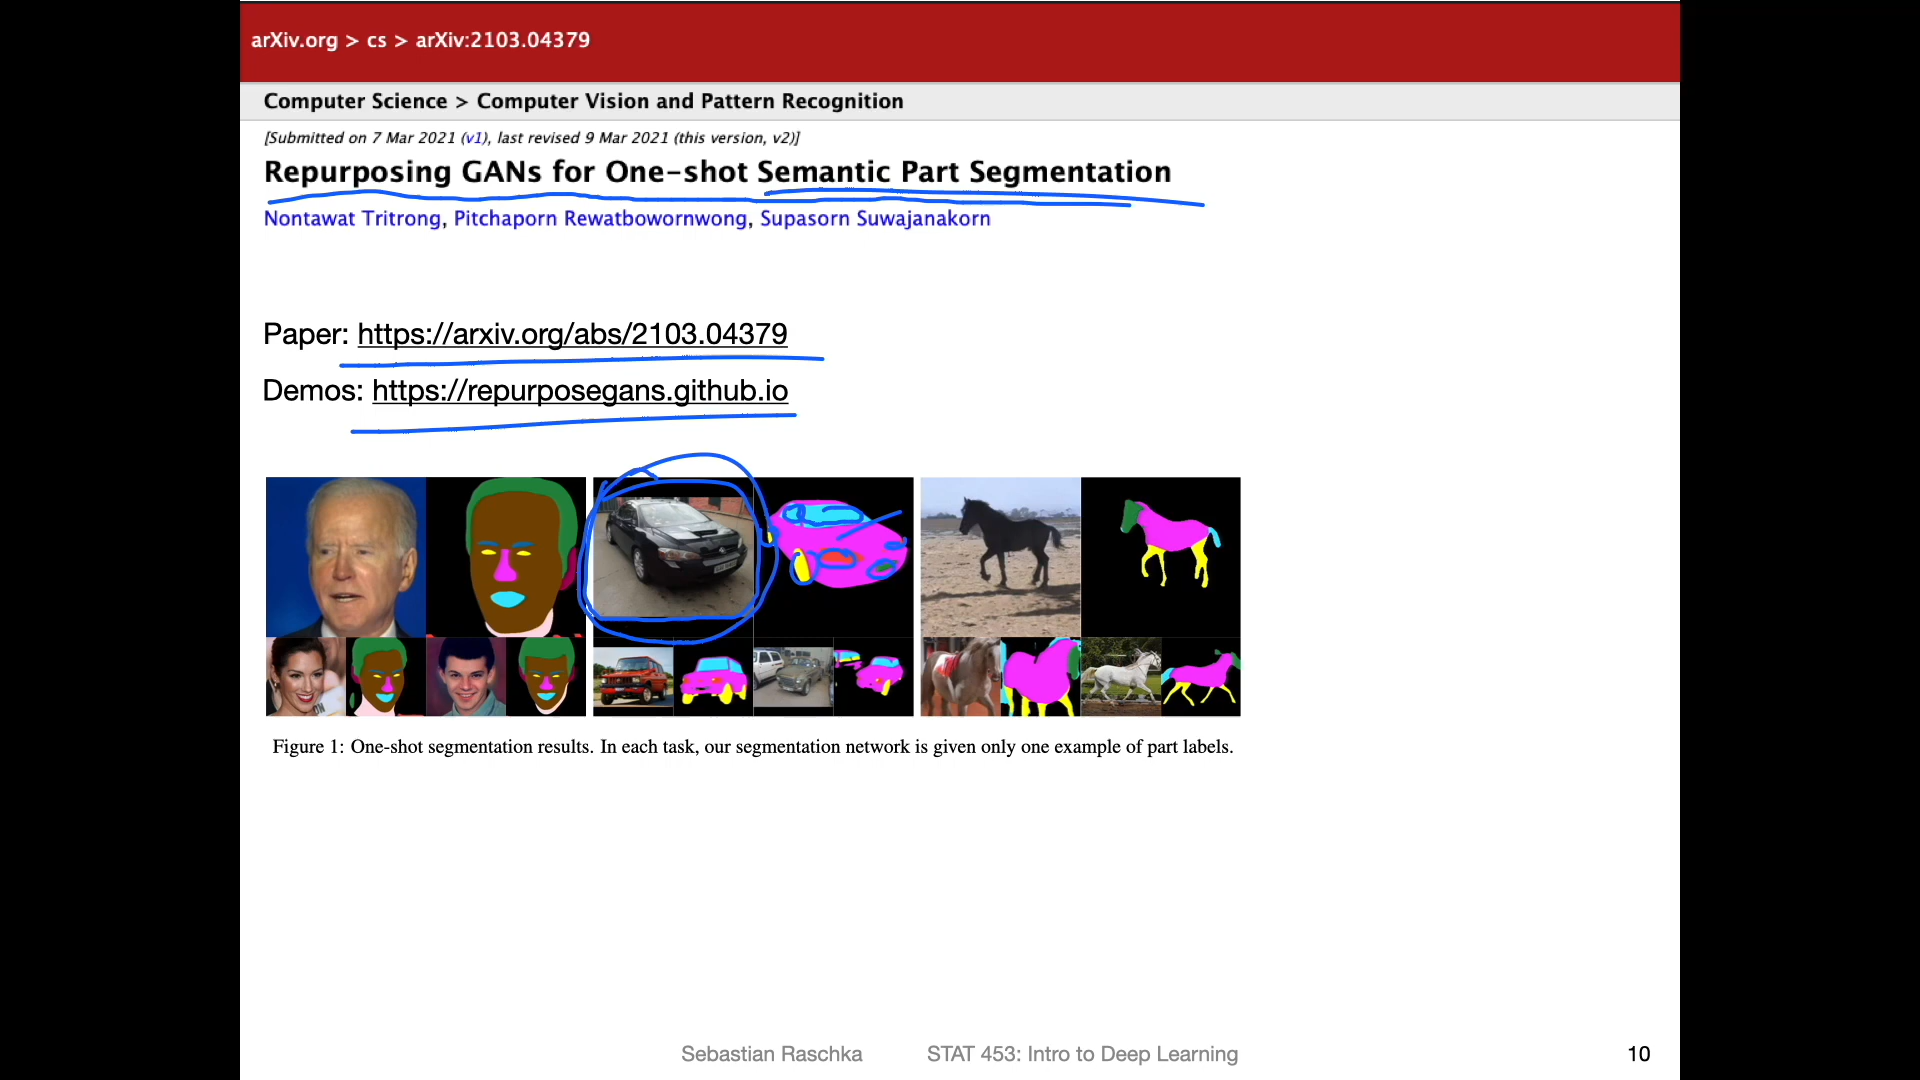 arXiv.org > cs > arXiv:2103.04379
Computer Science > Computer Vision and Pattern Recognition
[Submitted on 7 Mar 2021 (v1), last revised 9 Mar 2021 (this version, v2)]
Repurposing GANs for One-shot Semantic Part Segmentation
Nontawat Tritrong, Pitchaporn Rewatbowornwong, Supasorn Suwajanakorn
Paper: https://arxiv.org/abs/2103.04379
Demos: https://repurposegans.github.io
Figure 1: One-shot segmentation results. In each task, our segmentation network is given only one example of part labels.
Sebastian Raschka STAT 453: Intro to Deep Learning 10